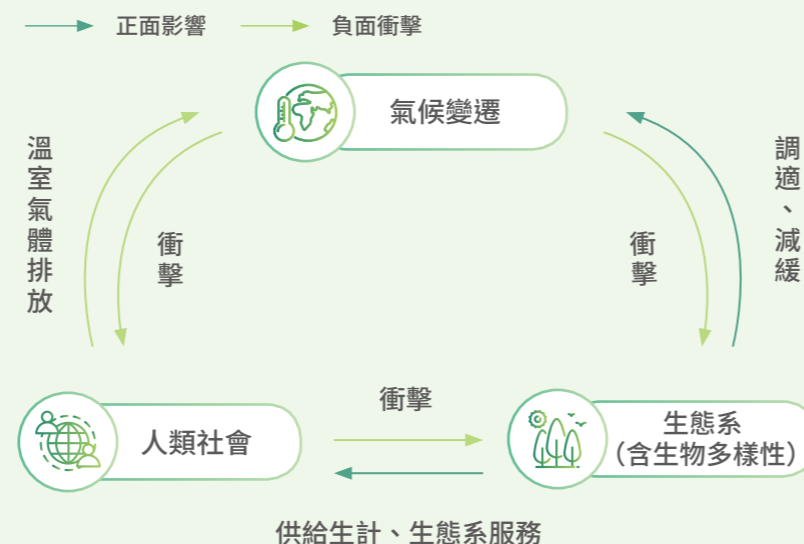 正面影響
負面衝擊
氣候變遷
溫室氣體排放
衝擊
衝擊
調適、減緩
人類社會
衝擊
生態系
（含生物多樣性）
供給生計、生態系服務